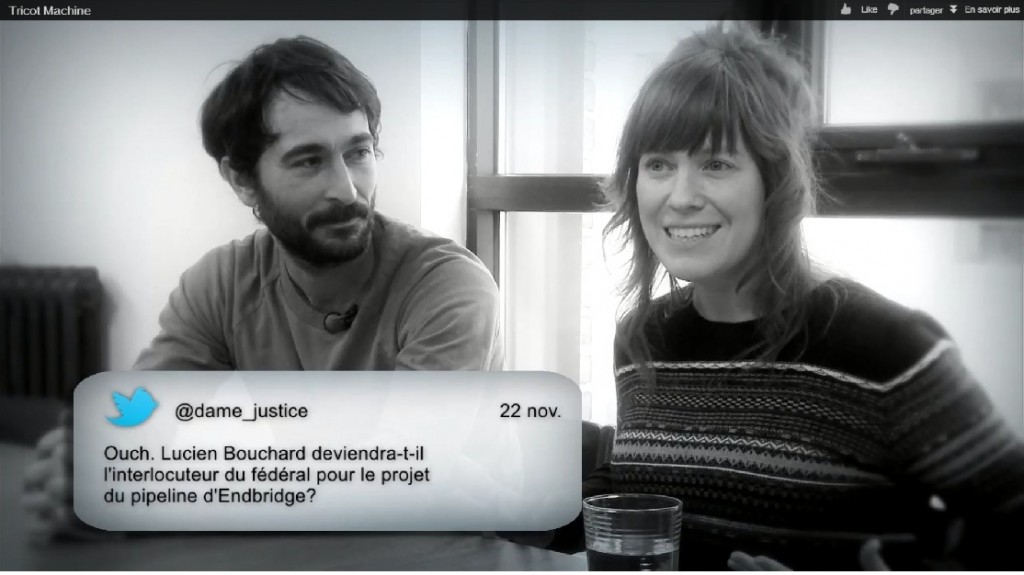 Tricot Machine
Like partager En savoir plus
@dame_justice 22 nov.
Ouch. Lucien Bouchard deviendra-t-il
l'interlocuteur du fédéral pour le projet
du pipeline d'Endbridge?